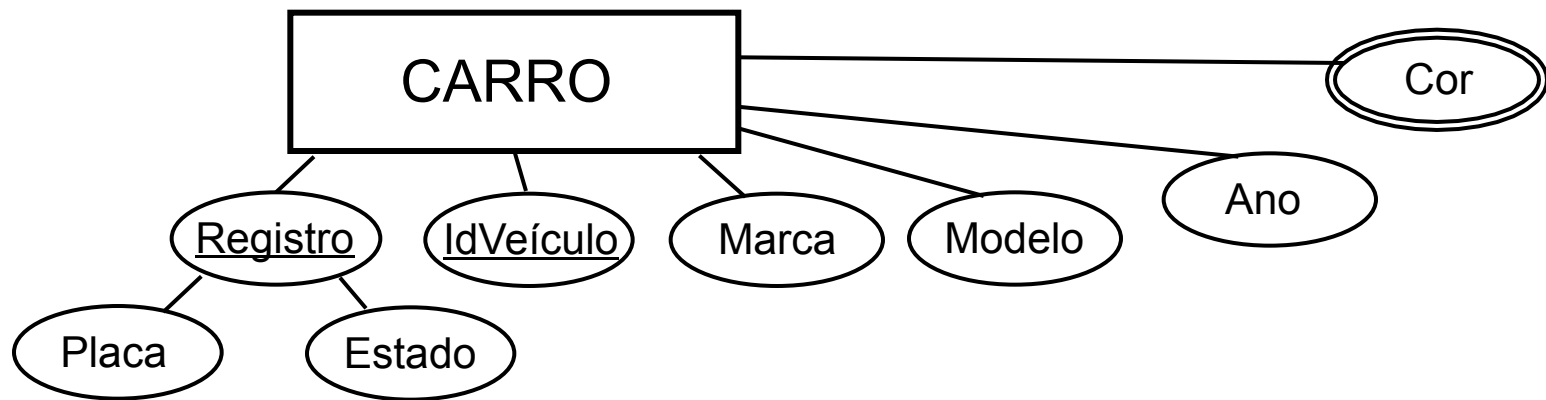 CARRO
Cor
Ano
Registro
IdVeículo
Marca
Modelo
Placa
Estado